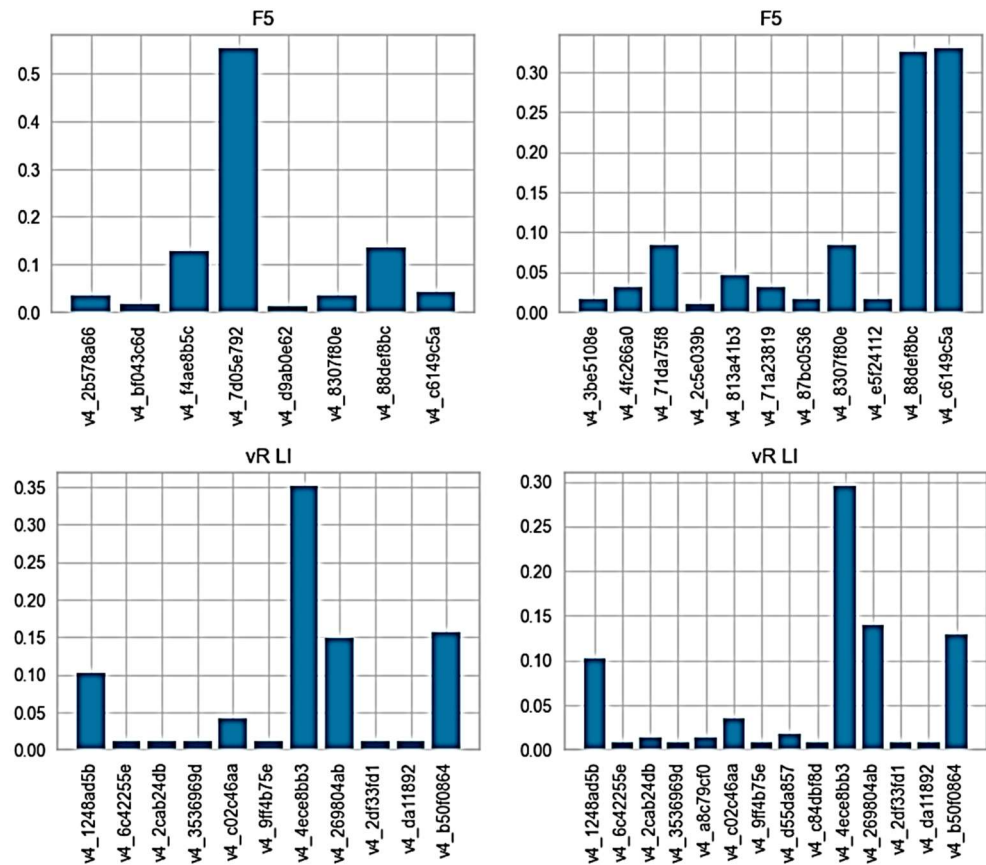 F5
0.5
0.4
0.3
0.2
0.1
0.0
v4_2b578a66
v4_bf043c6d
v4_f4ae8b5c
v4_7d05e792
v4_d9ab0e62
v4_8307f80e
v4_88def8bc
v4_c6149c5a
F5
0.30
0.25
0.20
0.15
0.10
0.05
0.00
v4_3be5108e
v4_4fc266a0
v4_71da75f8
v4_2c5e039b
v4_813a41b3
v4_71a23819
v4_87bc0536
v4_8307f80e
v4_e5f24112
v4_88def8bc
v4_c6149c5a
vR LI
0.35
0.30
0.25
0.20
0.15
0.10
0.05
0.00
v4_1248ad5b
v4_6c42255e
v4_2cab24db
v4_3536969d
v4_c02c46aa
v4_9ff4b75e
v4_4ece8bb3
v4_269804ab
v4_2df33fd1
v4_da11892
v4_b50f0864
vR LI
0.30
0.25
0.20
0.15
0.10
0.05
0.00
v4_1248ad5b
v4_6c42255e
v4_2cab24db
v4_3536969d
v4_a8c79cf0
v4_c02c46aa
v4_9ff4b75e
v4_d55da857
v4_c84dbf8d
v4_4ece8bb3
v4_269804ab
v4_2df33fd1
v4_da11892
v4_b50f0864